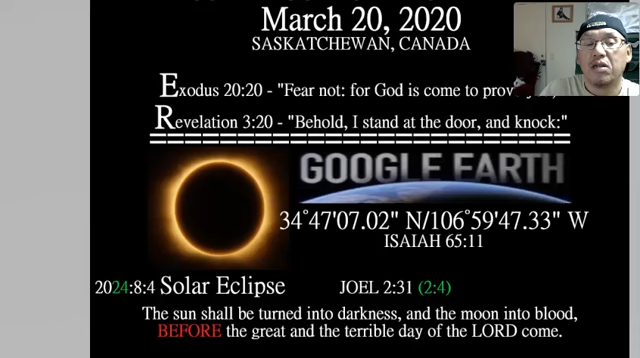 March 20, 2020
SASKATCHEWAN, CANADA
Exodus 20:20 - "Fear not: for God is come to
Revelation 3:20 - "Behold, I stand at the door, and knock:"
GOOGLE EARTH
34°47'07.02" N/106°59'47.33" W
ISAIAH 65:11
2024:8:4 Solar Eclipse JOEL 2:31 (2:4)
The sun shall be turned into darkness, and the moon into blood,
BEFORE the great and the terrible day of the LORD come.